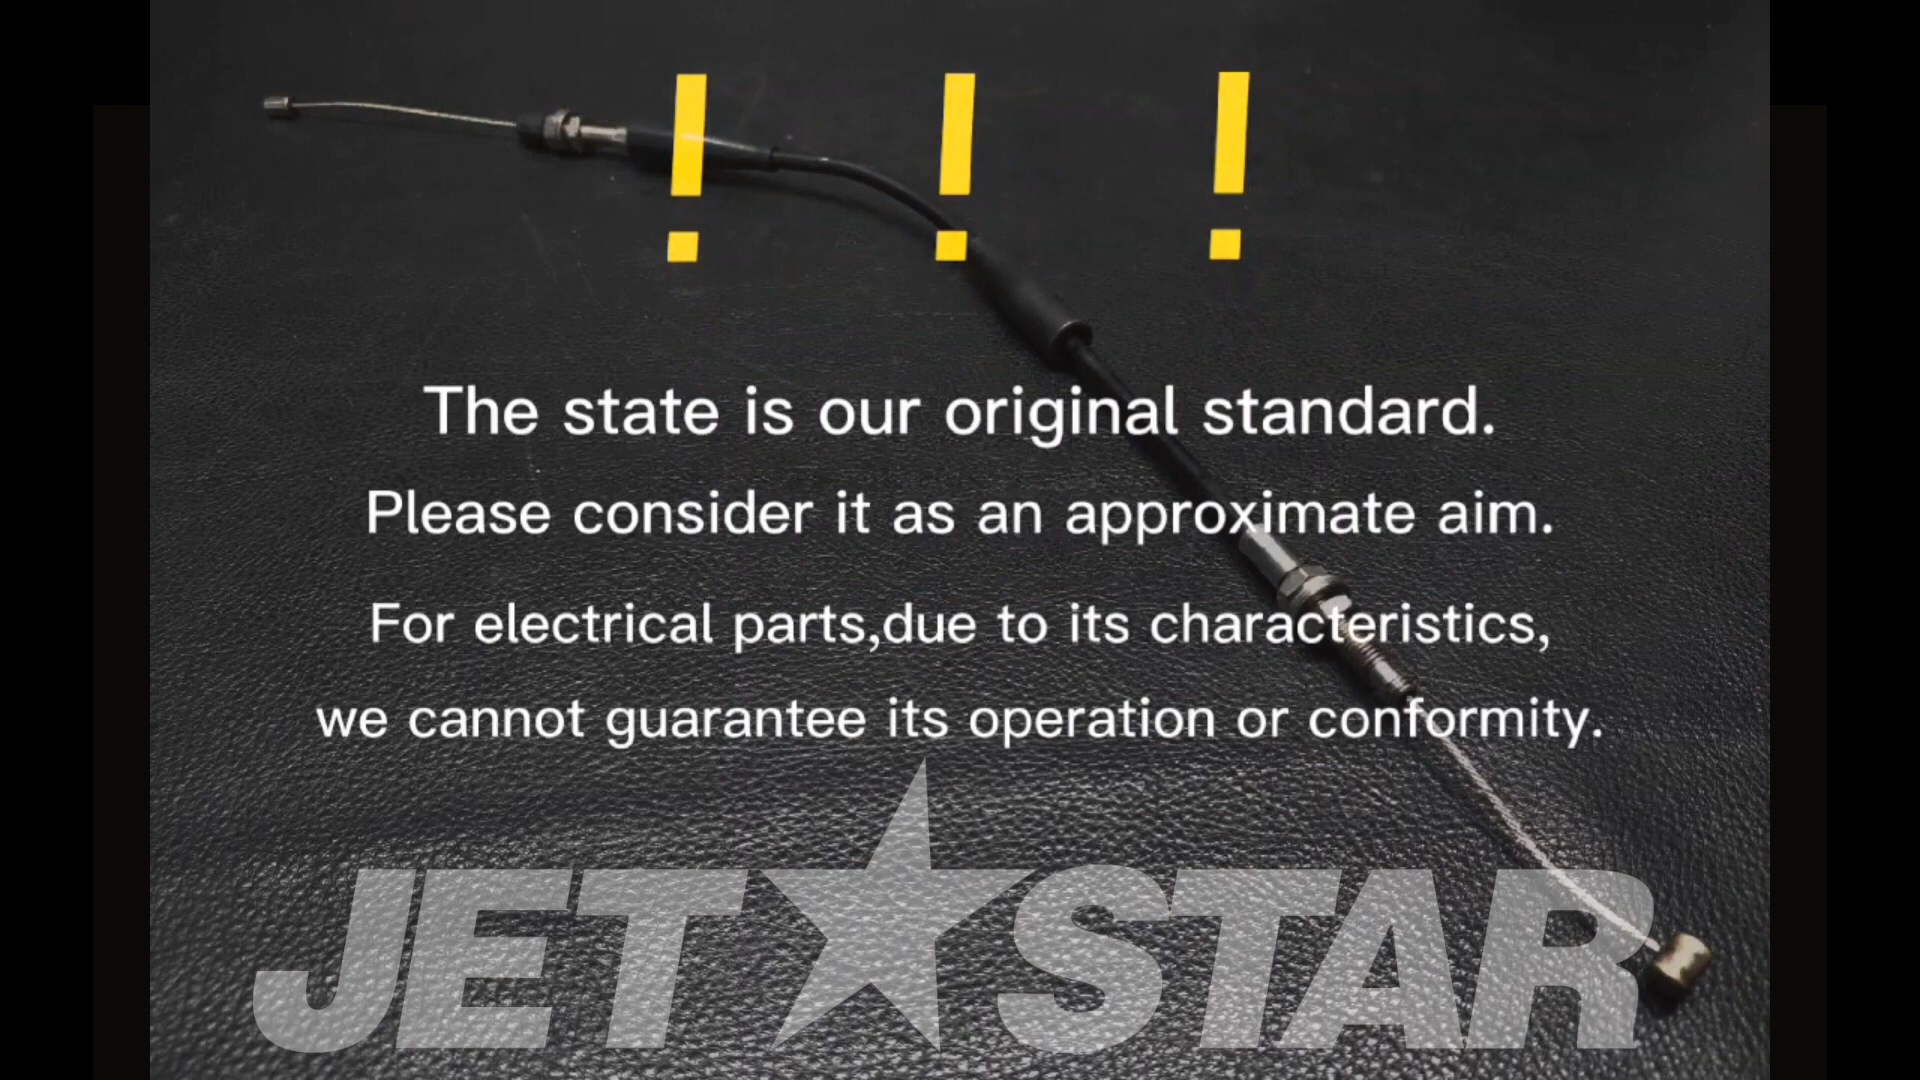 ! ! !
The state is our original standard.
Please consider it as an approximate aim.
For electrical parts,due to its characteristics,
we cannot guarantee its operation or conformity.
JET★STAR